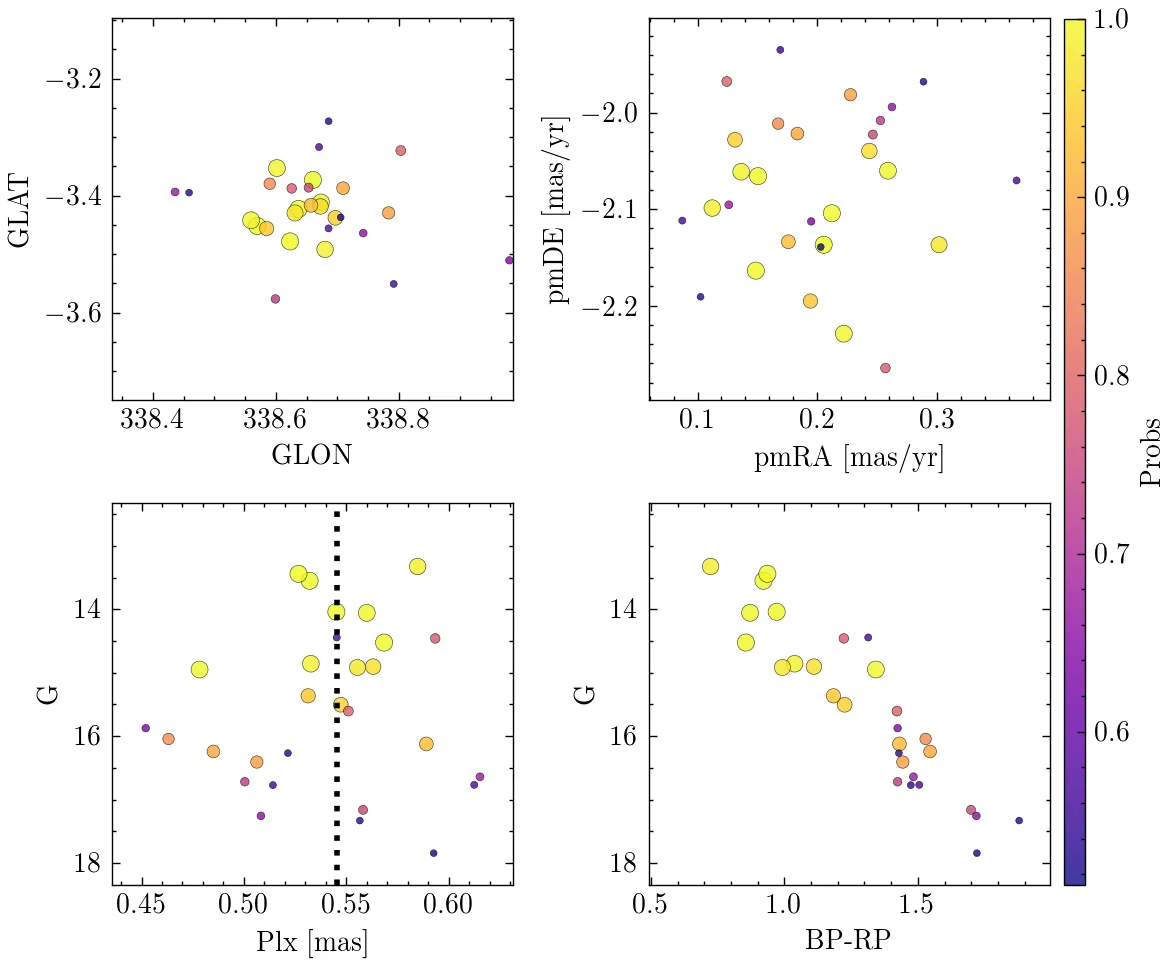 −3.2
−3.4
−3.6
GLAT
338.4 338.6 338.8
GLON
−2.0
−2.1
−2.2
pmDE [mas/yr]
0.1 0.2 0.3
pmRA [mas/yr]
1.0
0.9
0.8
0.7
0.6
Probs
14
16
18
G
0.45 0.50 0.55 0.60
Plx [mas]
14
16
18
G
0.5 1.0 1.5
BP-RP